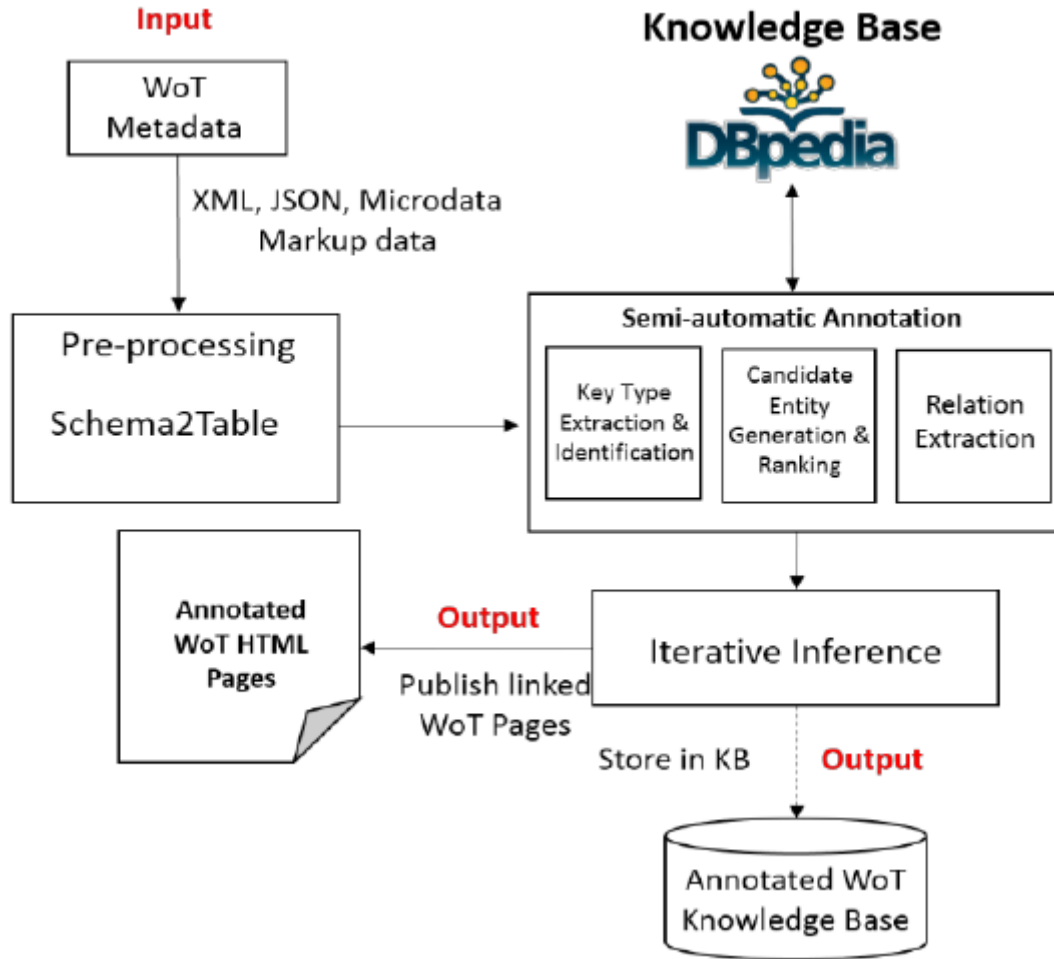 Input
WoT
Metadata
XML, JSON, Microdata
Markup data
Knowledge Base
DBpedia
Pre-processing
Schema2Table
Semi-automatic Annotation
Key Type
Extraction &
Identification
Candidate
Entity
Generation &
Ranking
Relation
Extraction
Annotated
WoT HTML
Pages
Output
Publish linked
WoT Pages
Iterative Inference
Store in KB
Output
Annotated WoT
Knowledge Base